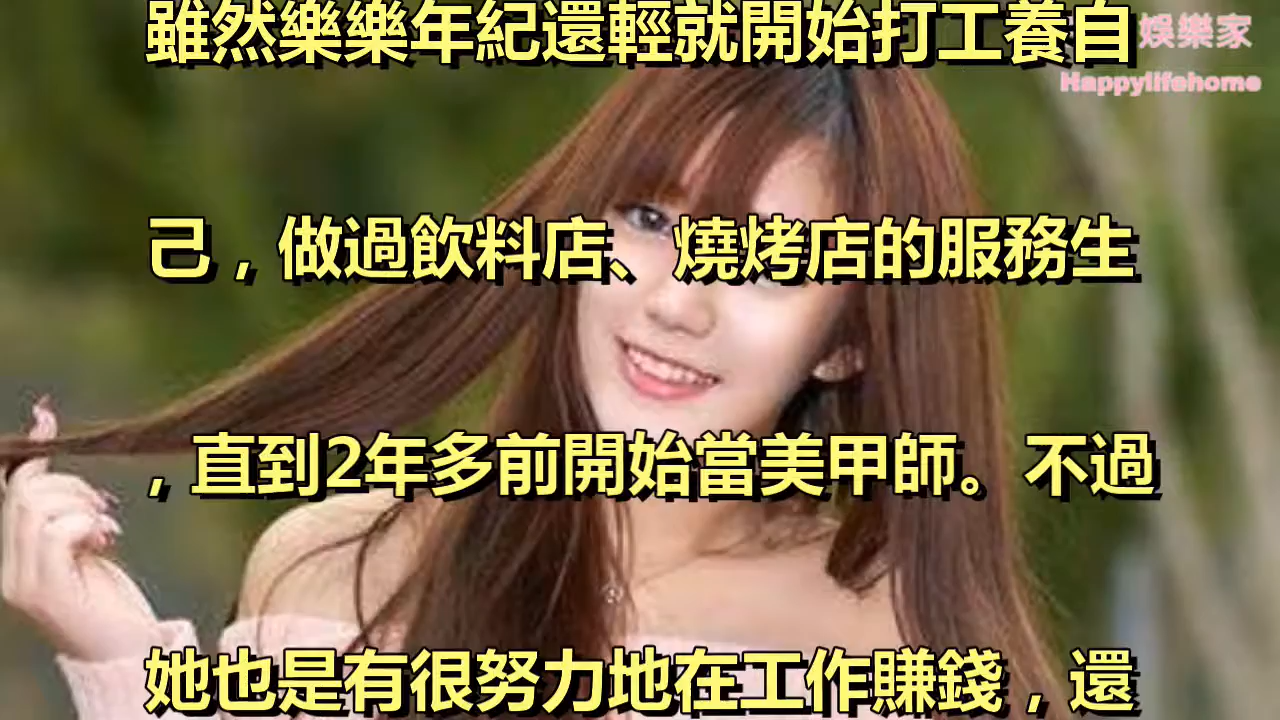 雖然樂樂年紀還輕就開始打工養自
娛樂家
Happylifehome
己，做過飲料店、燒烤店的服務生
，直到2年多前開始當美甲師。不過
她也是有很努力地在工作賺錢，還